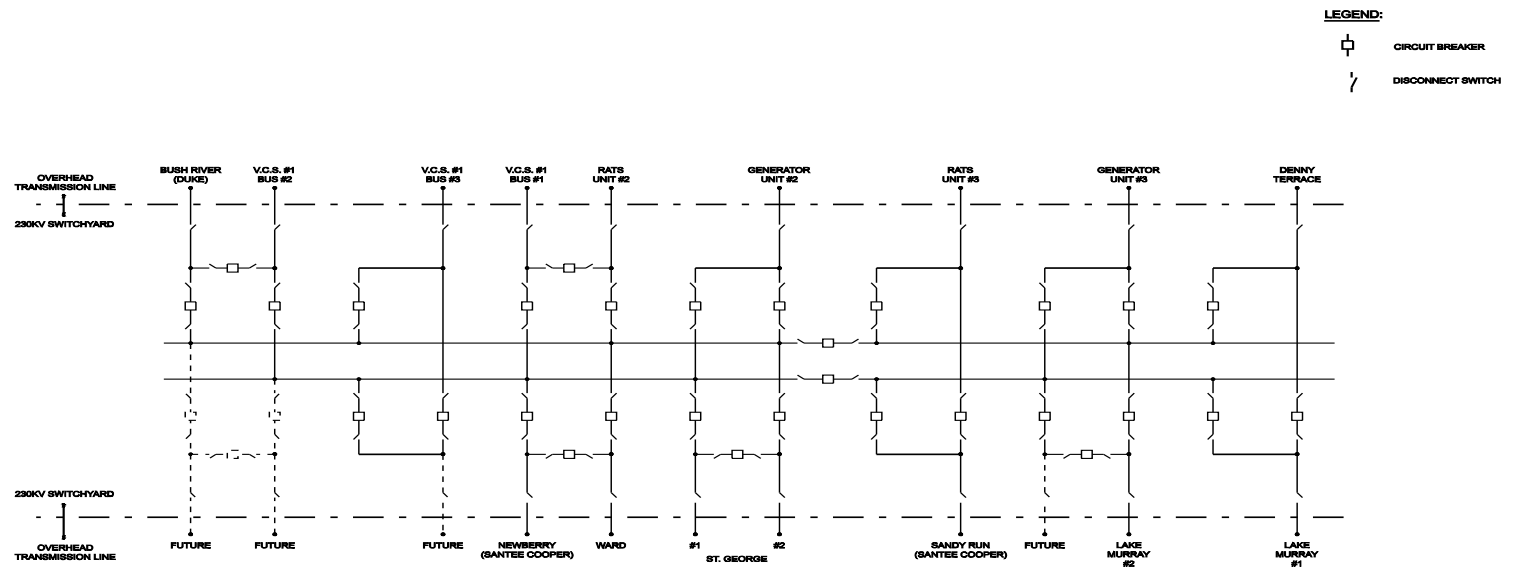 LEGEND:
CIRCUIT BREAKER
DISCONNECT SWITCH
OVERHEAD
TRANSMISSION LINE
230KV SWITCHYARD
BUSH RIVER
(DUKE)
V.C.S. #1
BUS #2
V.C.S. #1
BUS #3
V.C.S. #1
BUS #1
RATS
UNIT #2
GENERATOR
UNIT #2
RATS
UNIT #3
GENERATOR
UNIT #3
DENNY
TERRACE
230KV SWITCHYARD
OVERHEAD
TRANSMISSION LINE
FUTURE
FUTURE
FUTURE
NEWBERRY
(SANTEE COOPER)
WARD
#1
#2
ST. GEORGE
SANDY RUN
(SANTEE COOPER)
FUTURE
LAKE
MURRAY
#2
LAKE
MURRAY
#1